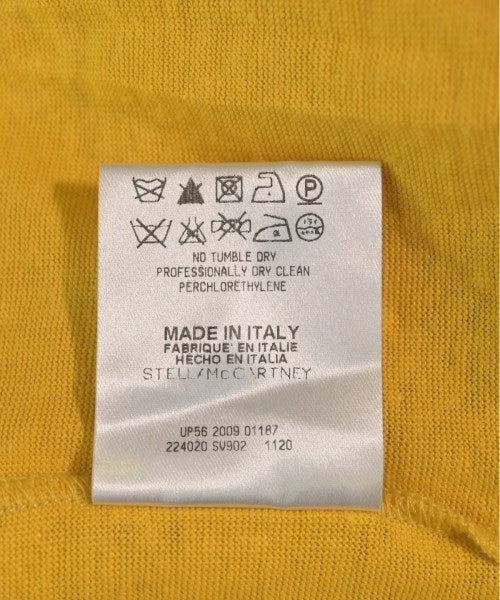 P
NO TUMBLE DRY
PROFESSIONALLY DRY CLEAN
PERCHLORETHYLENE
MADE IN ITALY
FABRIQUÉ EN ITALIE
HECHO EN ITALIA
STELLA McCARTNEY
UP56 2009 01187
224020 SV902 1120